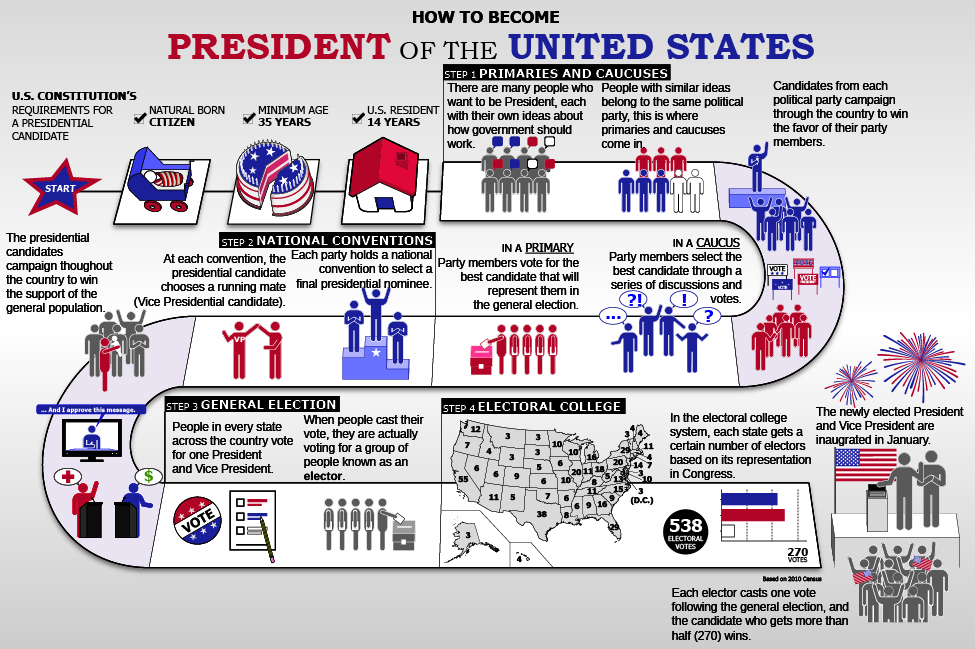 HOW TO BECOME
PRESIDENT OF THE UNITED STATES
U.S. CONSTITUTION'S
REQUIREMENTS FOR
A PRESIDENTIAL
CANDIDATE
NATURAL BORN
CITIZEN
MINIMUM AGE
35 YEARS
U.S. RESIDENT
14 YEARS
START
STEP 1 PRIMARIES AND CAUCUSES
There are many people who
want to be President, each
with their own ideas about
how government should
work.
People with similar ideas
belong to the same political
party, this is where
primaries and caucuses
come in.
Candidates from each
political party campaign
through the country to win
the favor of their party
members.
VOTE
VOTE
IN A CAUCUS
Party members select the
best candidate through a
series of discussions and
votes.
...
?!
!
?
IN A PRIMARY
Party members vote for the
best candidate that will
represent them in
the general election.
STEP 2 NATIONAL CONVENTIONS
Each party holds a national
convention to select a
final presidential nominee.
At each convention, the
presidential candidate
chooses a running mate
(Vice Presidential candidate).
VP
The presidential
candidates
campaign thoughout
the country to win
the support of the
general population.
... And I approve this message.
$
STEP 3 GENERAL ELECTION
People in every state
across the country vote
for one President
and Vice President.
VOTE
When people cast their
vote, they are actually
voting for a group of
people known as an
elector.
STEP 4 ELECTORAL COLLEGE
12
3
3
10
3
4
4
7
4
3
10
16
29
11
4
7
3
10
3
(D.C.)
55
6
6
9
5
6
6
10
20
11
18
20
5
13
8
11
15
11
5
7
6
38
8
6
9
16
9
29
3
4
In the electoral college
system, each state gets a
certain number of electors
based on its representation
in Congress.
538
ELECTORAL
VOTES
270
VOTES
Based on 2010 Census
Each elector casts one vote
following the general election, and
the candidate who gets more than
half (270) wins.
The newly elected President
and Vice President are
inaugrated in January.